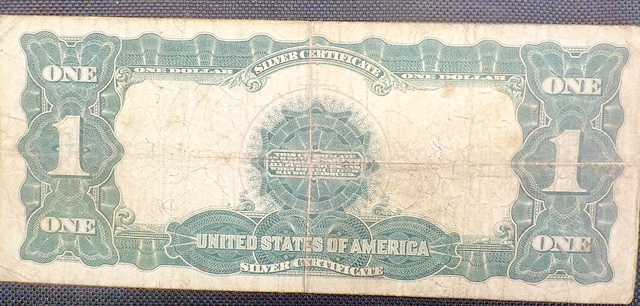 SILVER CERTIFICATE
ONE ONE DOLLAR ONE DOLLAR ONE
1 1
ONE ONE
UNITED STATES OF AMERICA
SILVER CERTIFICATE